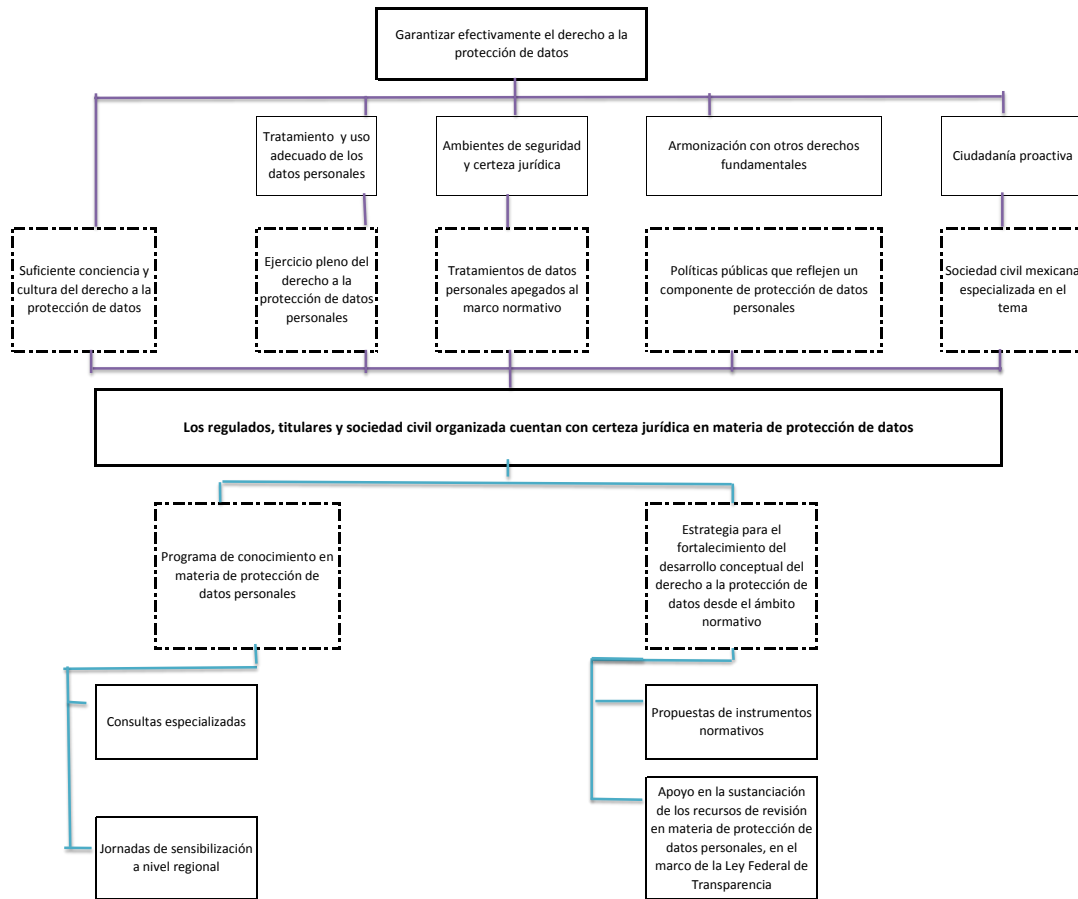 Garantizar efectivamente el derecho a la
protección de datos
Tratamiento y uso
adecuado de los
datos personales
Ambientes de seguridad
y certeza jurídica
Armonización con otros derechos
fundamentales
Ciudadanía proactiva
Suficiente conciencia y
cultura del derecho a la
protección de datos
Ejercicio pleno del
derecho a la
protección de datos
personales
Tratamientos de datos
personales apegados al
marco normativo
Políticas públicas que reflejen un
componente de protección de datos
personales
Sociedad civil mexicana
especializada en el
tema
Los regulados, titulares y sociedad civil organizada cuentan con certeza jurídica en materia de protección de datos
Programa de conocimiento en
materia de protección de
datos personales
Estrategia para el
fortalecimiento del
desarrollo conceptual del
derecho a la protección de
datos desde el ámbito
normativo
Consultas especializadas
Propuestas de instrumentos
normativos
Jornadas de sensibilización
a nivel regional
Apoyo en la sustanciación
de los recursos de revisión
en materia de protección de
datos personales, en el
marco de la Ley Federal de
Transparencia